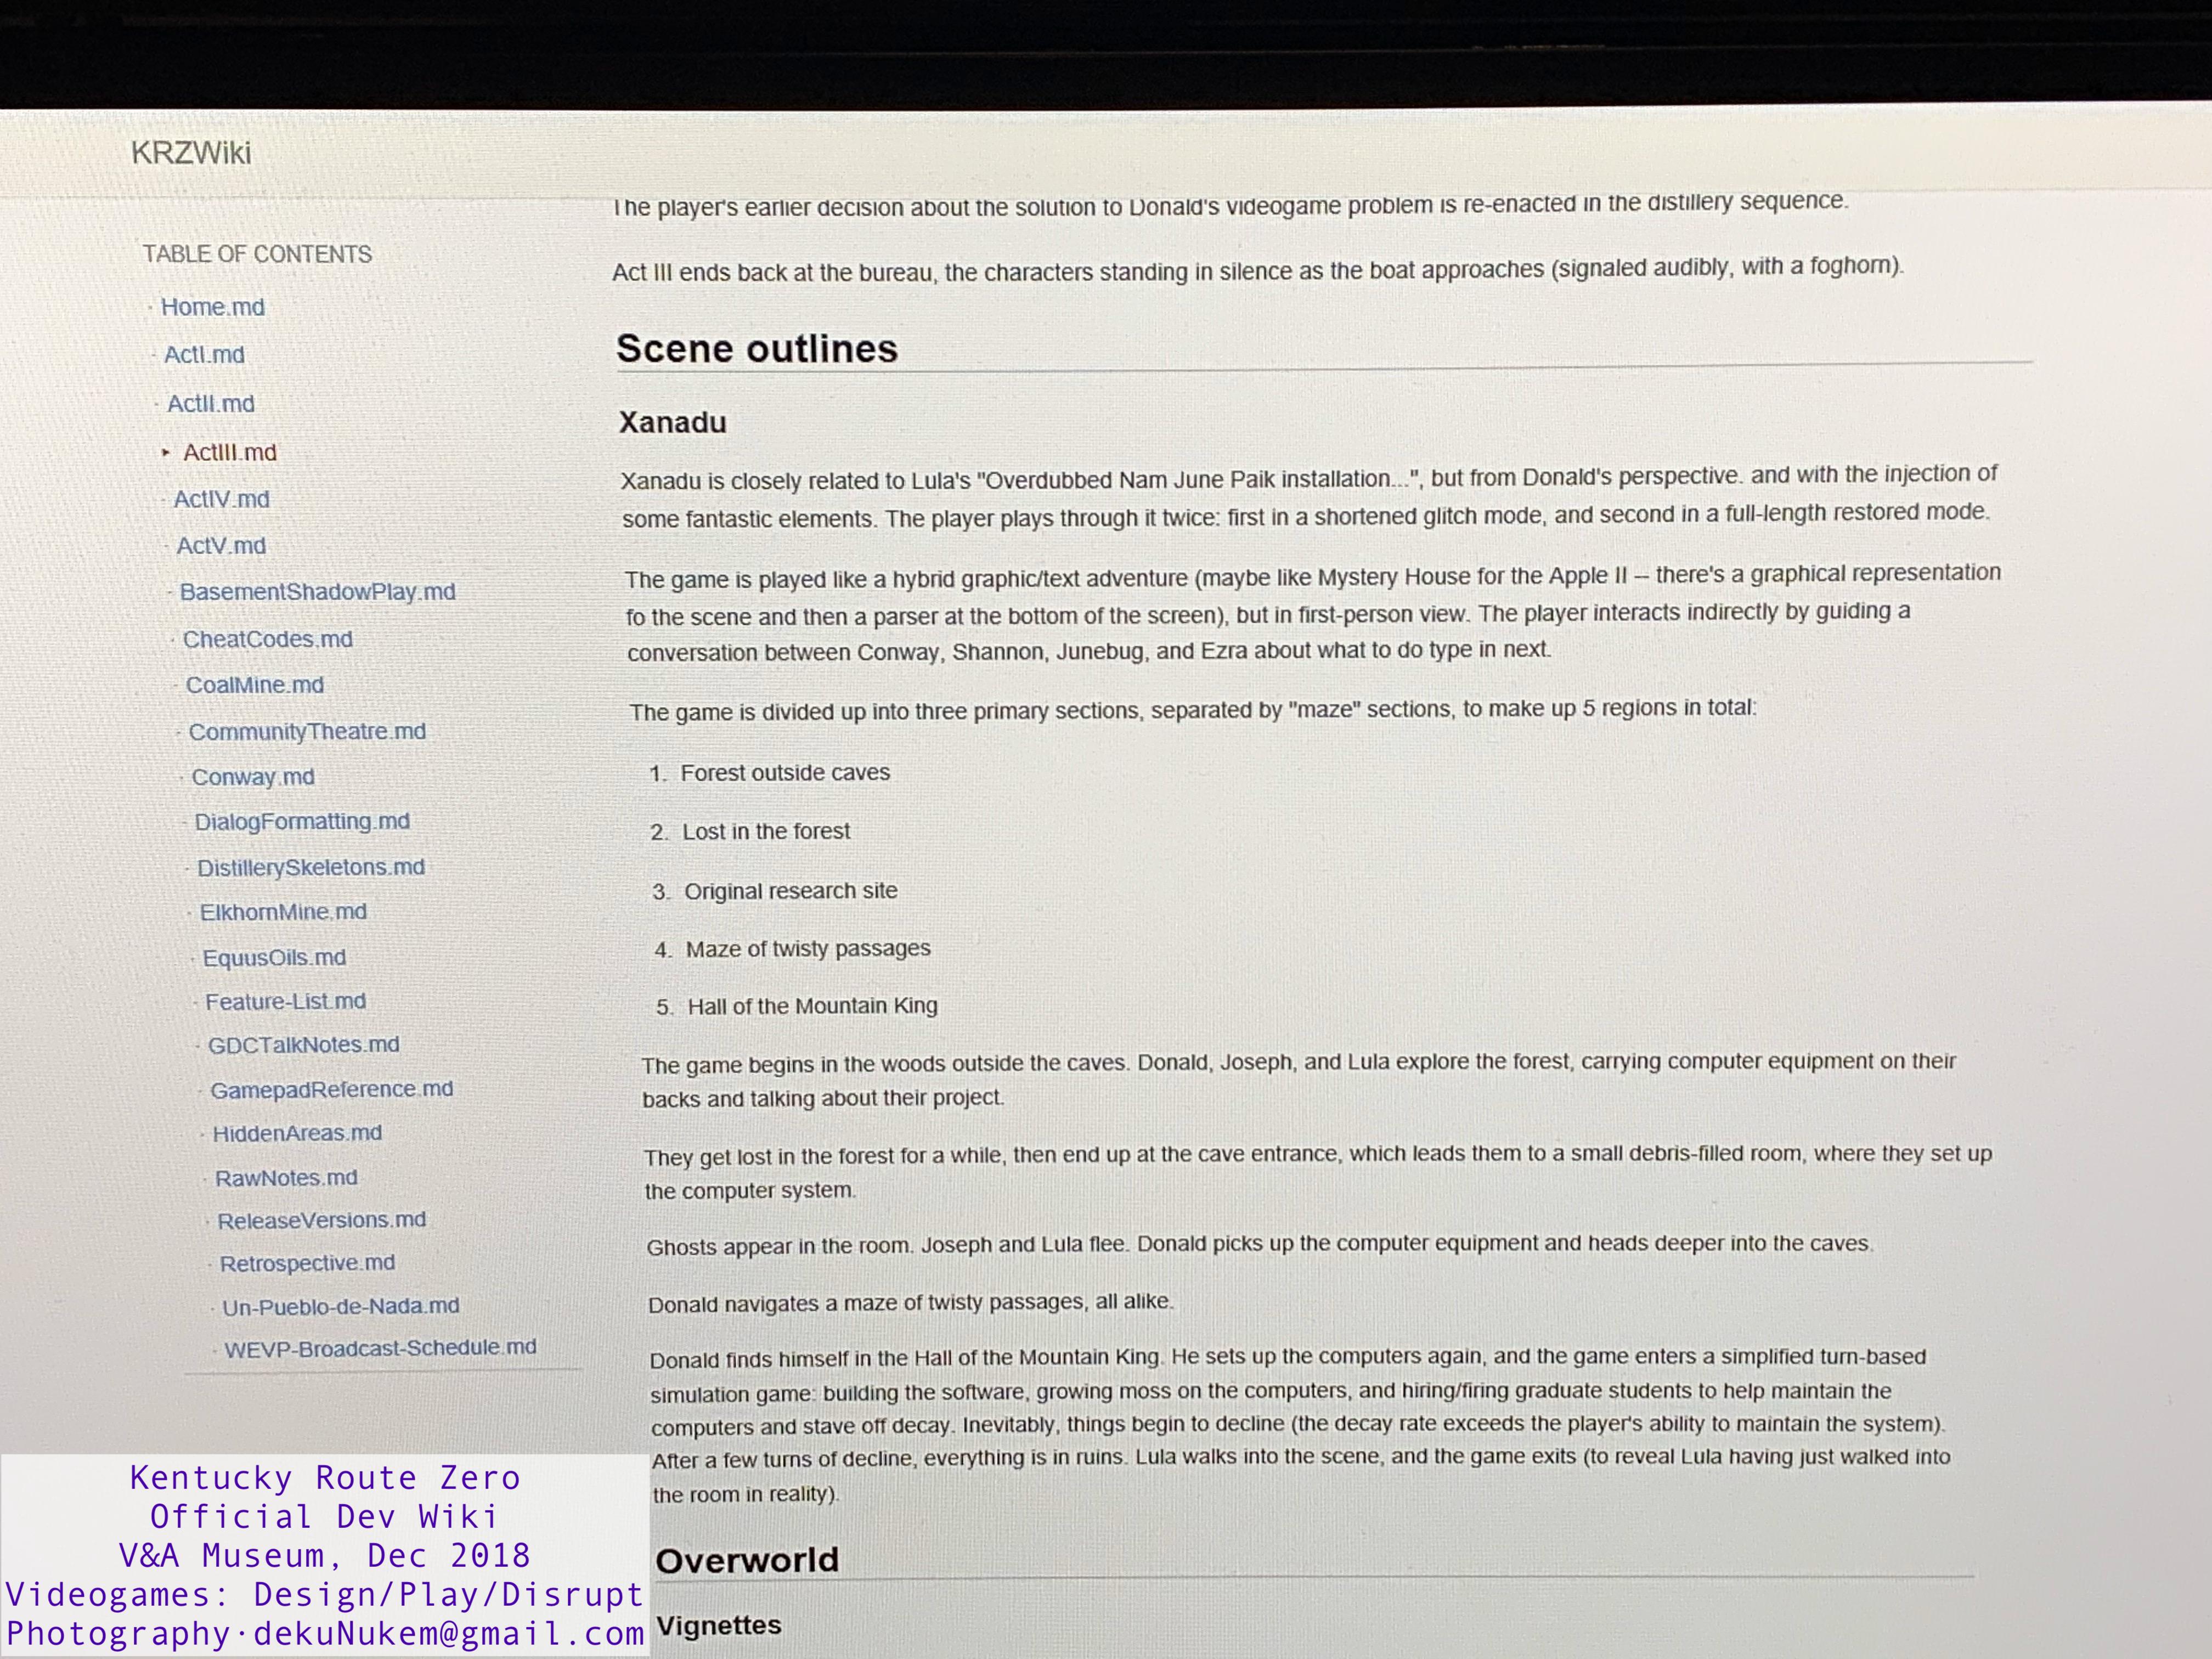 KRZWiki
TABLE OF CONTENTS
· Home.md
· ActI.md
· ActII.md
▸ ActIII.md
· ActIV.md
· ActV.md
· BasementShadowPlay.md
· CheatCodes.md
· CoalMine.md
· CommunityTheatre.md
· Conway.md
· DialogFormatting.md
· DistillerySkeletons.md
· ElkhornMine.md
· EquusOils.md
· Feature-List.md
· GDCTalkNotes.md
· GamepadReference.md
· HiddenAreas.md
· RawNotes.md
· ReleaseVersions.md
· Retrospective.md
· Un-Pueblo-de-Nada.md
· WEVP-Broadcast-Schedule.md
The player's earlier decision about the solution to Donald's videogame problem is re-enacted in the distillery sequence.
Act III ends back at the bureau, the characters standing in silence as the boat approaches (signaled audibly, with a foghorn).
Scene outlines
Xanadu
Xanadu is closely related to Lula's "Overdubbed Nam June Paik installation...", but from Donald's perspective. and with the injection of
some fantastic elements. The player plays through it twice: first in a shortened glitch mode, and second in a full-length restored mode.
The game is played like a hybrid graphic/text adventure (maybe like Mystery House for the Apple II – there's a graphical representation
fo the scene and then a parser at the bottom of the screen), but in first-person view. The player interacts indirectly by guiding a
conversation between Conway, Shannon, Junebug, and Ezra about what to do type in next.
The game is divided up into three primary sections, separated by "maze" sections, to make up 5 regions in total:
1. Forest outside caves
2. Lost in the forest
3. Original research site
4. Maze of twisty passages
5. Hall of the Mountain King
The game begins in the woods outside the caves. Donald, Joseph, and Lula explore the forest, carrying computer equipment on their
backs and talking about their project.
They get lost in the forest for a while, then end up at the cave entrance, which leads them to a small debris-filled room, where they set up
the computer system.
Ghosts appear in the room. Joseph and Lula flee. Donald picks up the computer equipment and heads deeper into the caves.
Donald navigates a maze of twisty passages, all alike.
Donald finds himself in the Hall of the Mountain King. He sets up the computers again, and the game enters a simplified turn-based
simulation game: building the software, growing moss on the computers, and hiring/firing graduate students to help maintain the
computers and stave off decay. Inevitably, things begin to decline (the decay rate exceeds the player's ability to maintain the system).
After a few turns of decline, everything is in ruins. Lula walks into the scene, and the game exits (to reveal Lula having just walked into
the room in reality).
Overworld
Vignettes
Kentucky Route Zero
Official Dev Wiki
V&A Museum, Dec 2018
Videogames: Design/Play/Disrupt
Photography·dekuNukem@gmail.com